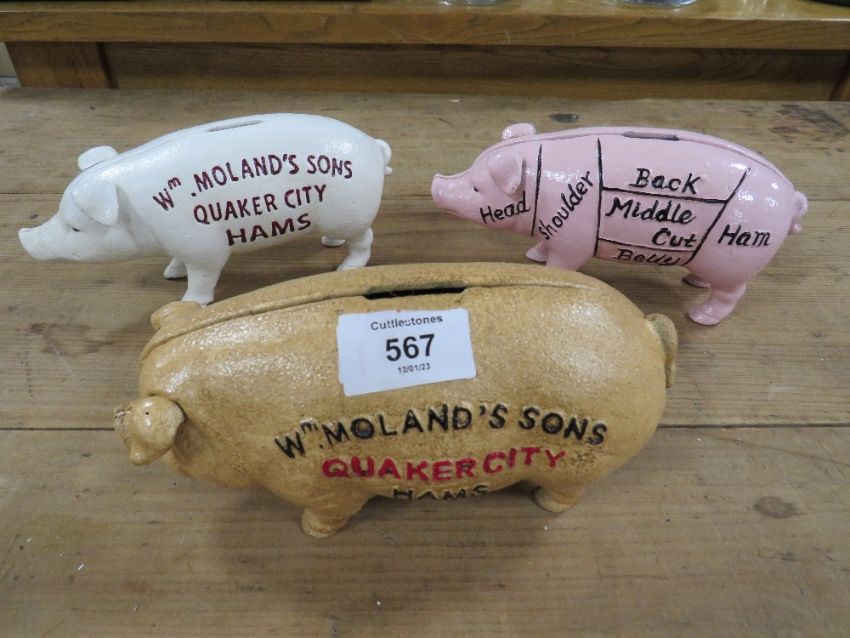 Wm. MOLAND'S SONS
QUAKER CITY
HAMS
Head
Shoulder
Back
Middle
Cut
Belly
Ham
Cuttlestones
567
12/01/23
Wm. MOLAND'S SONS
QUAKER CITY
HAMS